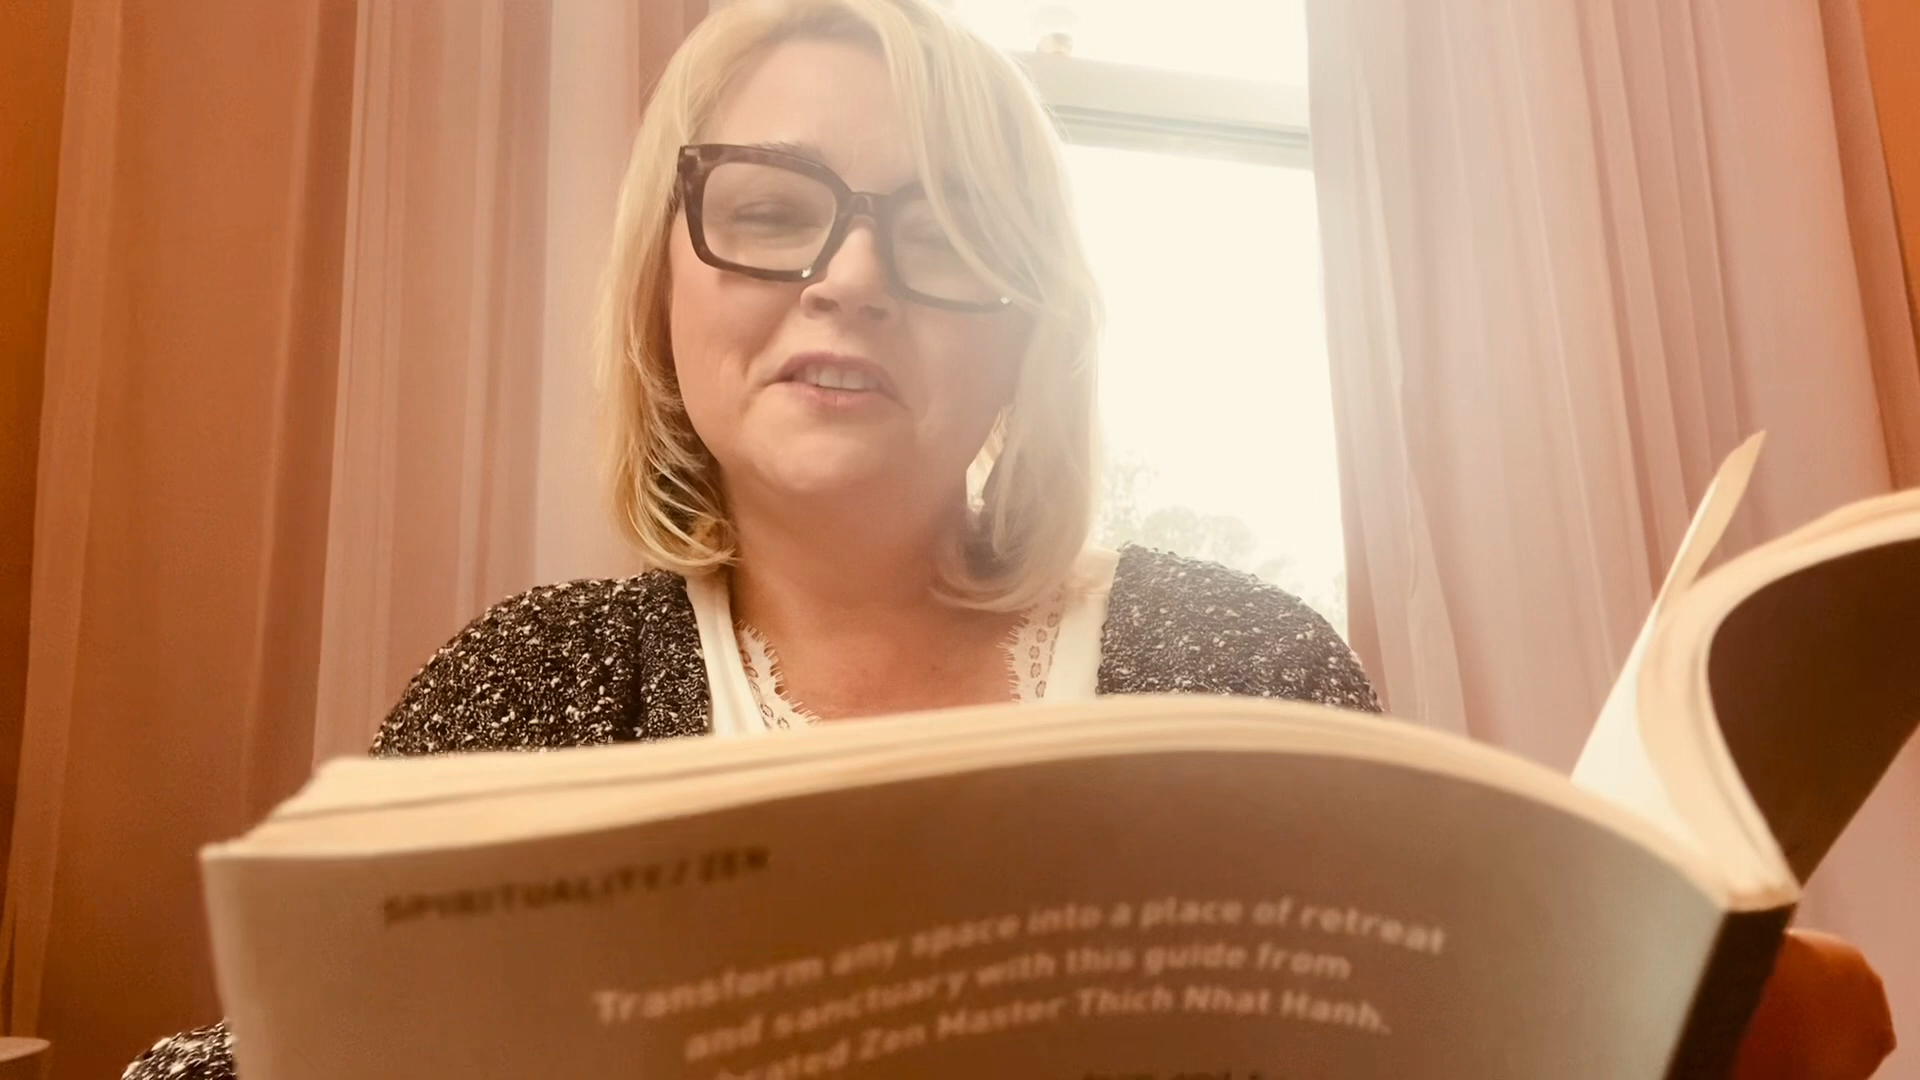 SPIRITUALITY/ZEN
Transform any space into a place of retreat
and sanctuary with this guide from
Zen Master Thich Nhat Hanh.